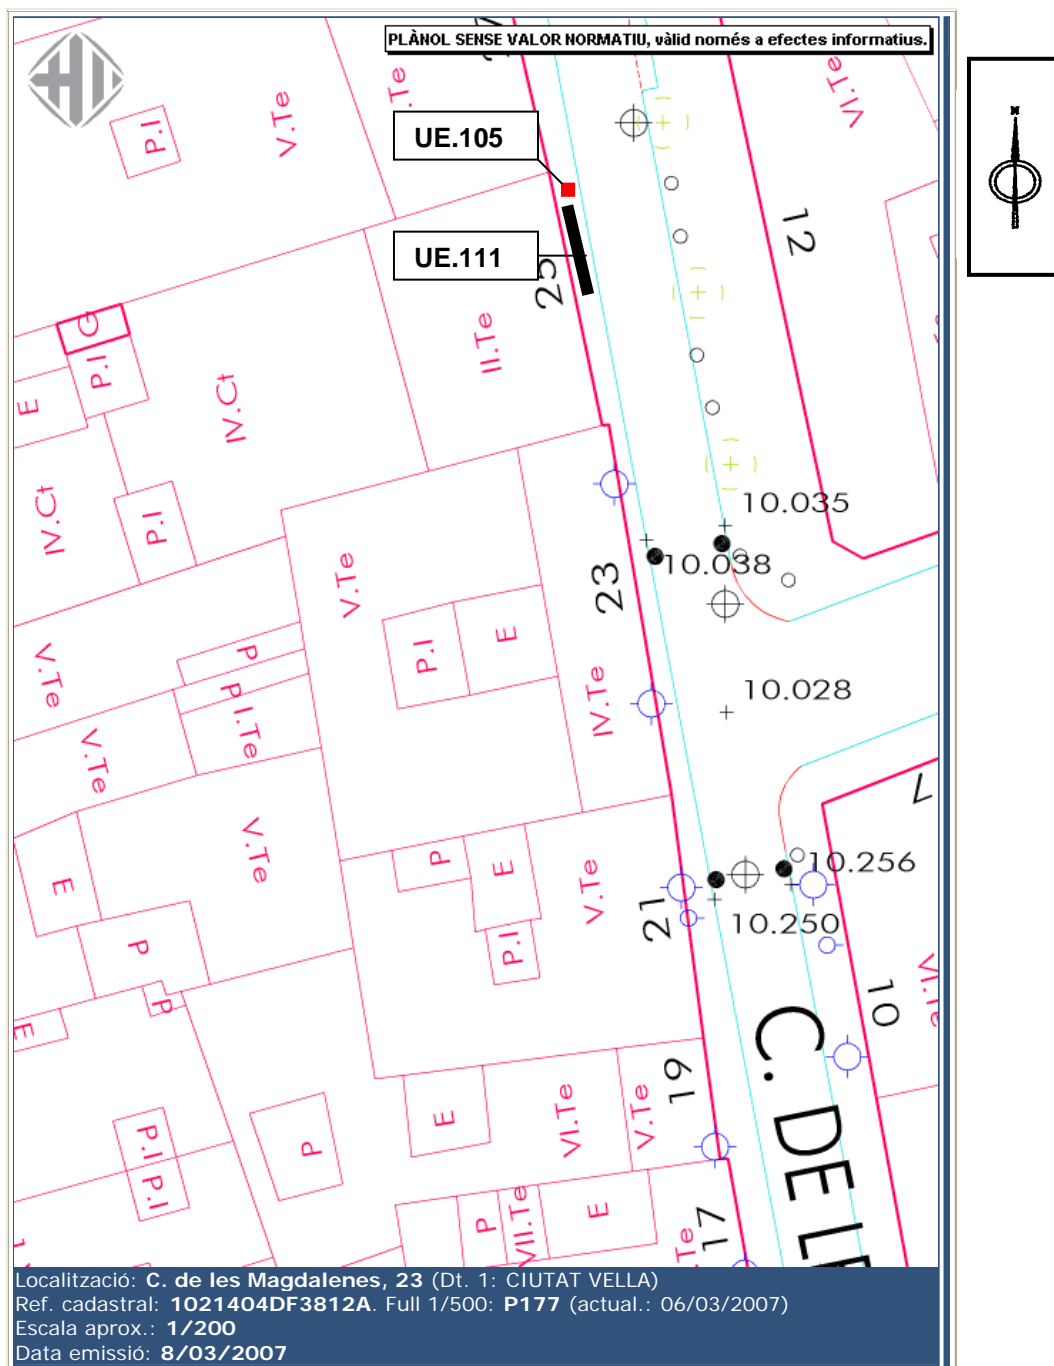 PLÀNOL SENSE VALOR NORMATIU, vàlid només a efectes informatius.
N
V.Te
.Te
VI.Te
P.I
UE.105
12
UE.111
25
G
P.I
II.Te
E
IV.Ct
IV.Ct
P.I
10.035
10.038
V.Te
23
P.I
E
P
V.Te
P
I.Te
IV.Te
10.028
V.Te
7
V.Te
P
E
V.Te
10.256
E
21
10.250
P
P.I
VI.Te
10
P
E
C. DE LE
19
E
VI.Te
V.Te
P.I
P
P.I
P
VII.Te
E
17
.Te
Localització: C. de les Magdalenes, 23 (Dt. 1: CIUTAT VELLA)
Ref. cadastral: 1021404DF3812A. Full 1/500: P177 (actual.: 06/03/2007)
Escala aprox.: 1/200
Data emissió: 8/03/2007